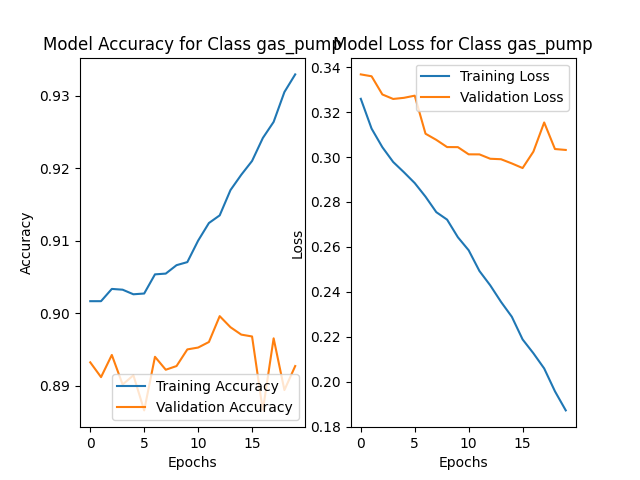 Model Accuracy for Class gas_pump
Model Loss for Class gas_pump
0.93
0.92
0.91
0.90
0.89
Accuracy
0
5
10
15
Epochs
Training Accuracy
Validation Accuracy
0.34
0.32
0.30
0.28
0.26
0.24
0.22
0.20
0.18
Loss
0
5
10
15
Epochs
Training Loss
Validation Loss